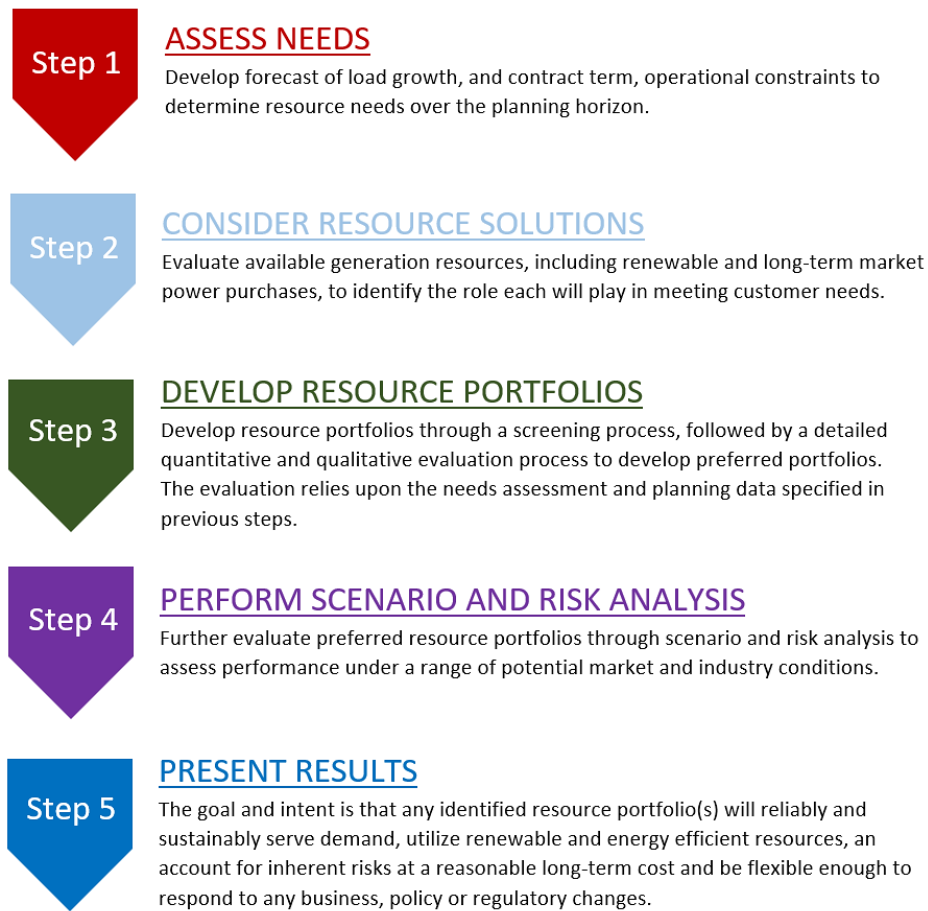 Step 1
ASSESS NEEDS
Develop forecast of load growth, and contract term, operational constraints to
determine resource needs over the planning horizon.
Step 2
CONSIDER RESOURCE SOLUTIONS
Evaluate available generation resources, including renewable and long-term market
power purchases, to identify the role each will play in meeting customer needs.
Step 3
DEVELOP RESOURCE PORTFOLIOS
Develop resource portfolios through a screening process, followed by a detailed
quantitative and qualitative evaluation process to develop preferred portfolios.
The evaluation relies upon the needs assessment and planning data specified in
previous steps.
Step 4
PERFORM SCENARIO AND RISK ANALYSIS
Further evaluate preferred resource portfolios through scenario and risk analysis to
assess performance under a range of potential market and industry conditions.
Step 5
PRESENT RESULTS
The goal and intent is that any identified resource portfolio(s) will reliably and
sustainably serve demand, utilize renewable and energy efficient resources, an
account for inherent risks at a reasonable long-term cost and be flexible enough to
respond to any business, policy or regulatory changes.